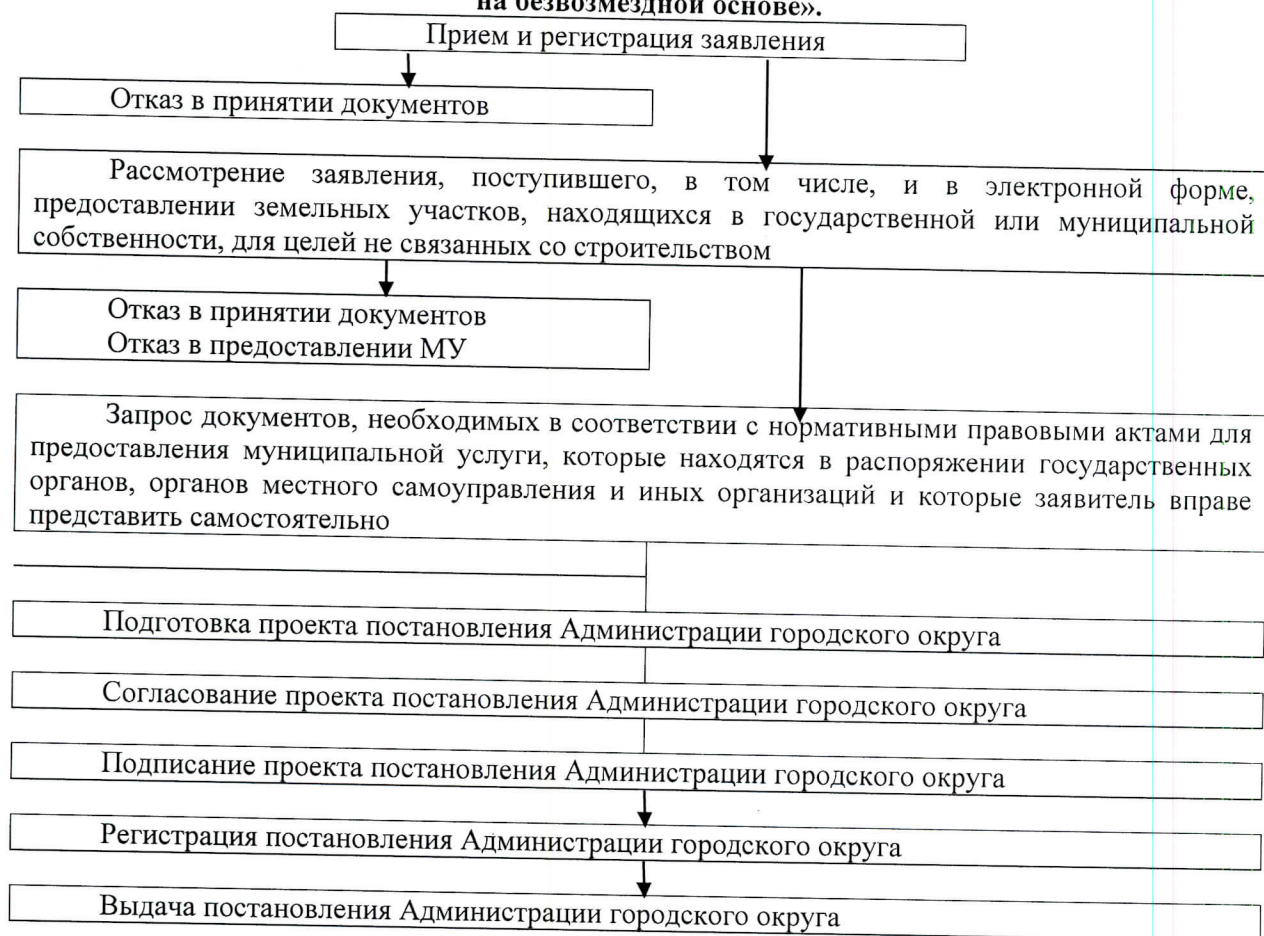 на безвозмездной основе».
Прием и регистрация заявления
Отказ в принятии документов
Рассмотрение заявления, поступившего, в том числе, и в электронной форме,
предоставлении земельных участков, находящихся в государственной или муниципальной
собственности, для целей не связанных со строительством
Отказ в принятии документов
Отказ в предоставлении МУ
Запрос документов, необходимых в соответствии с нормативными правовыми актами для
предоставления муниципальной услуги, которые находятся в распоряжении государственных
органов, органов местного самоуправления и иных организаций и которые заявитель вправе
представить самостоятельно
Подготовка проекта постановления Администрации городского округа
Согласование проекта постановления Администрации городского округа
Подписание проекта постановления Администрации городского округа
Регистрация постановления Администрации городского округа
Выдача постановления Администрации городского округа